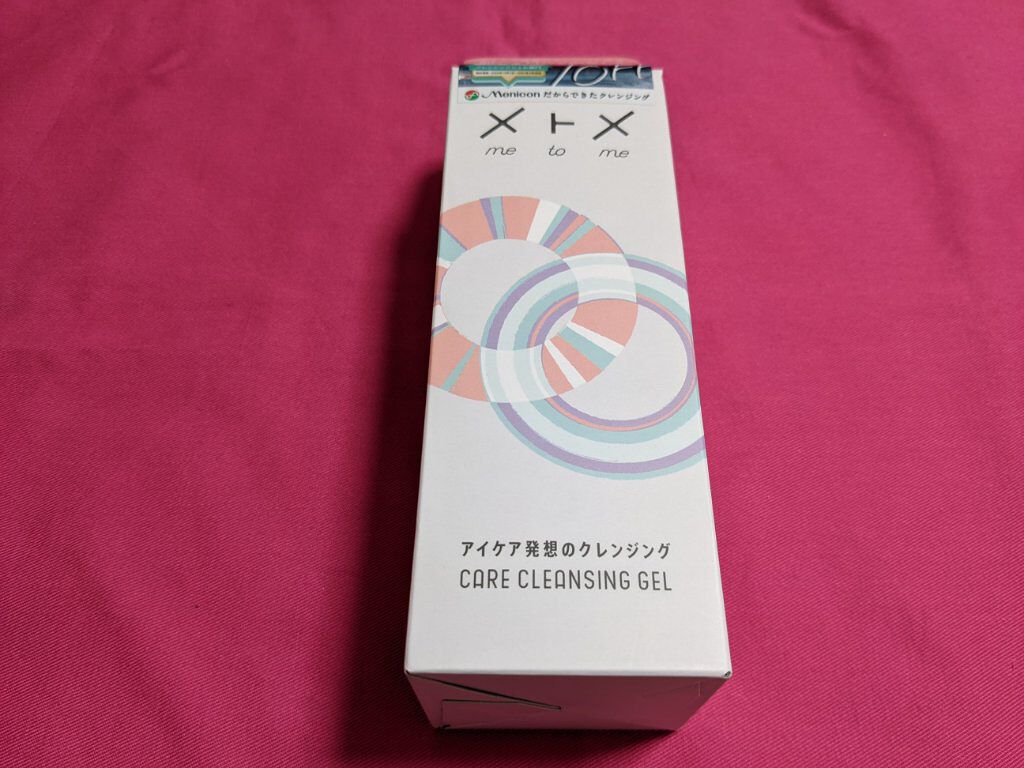 Menicon だからできたクレンジング
メトメ
me to me
アイケア発想のクレンジング
CARE CLEANSING GEL